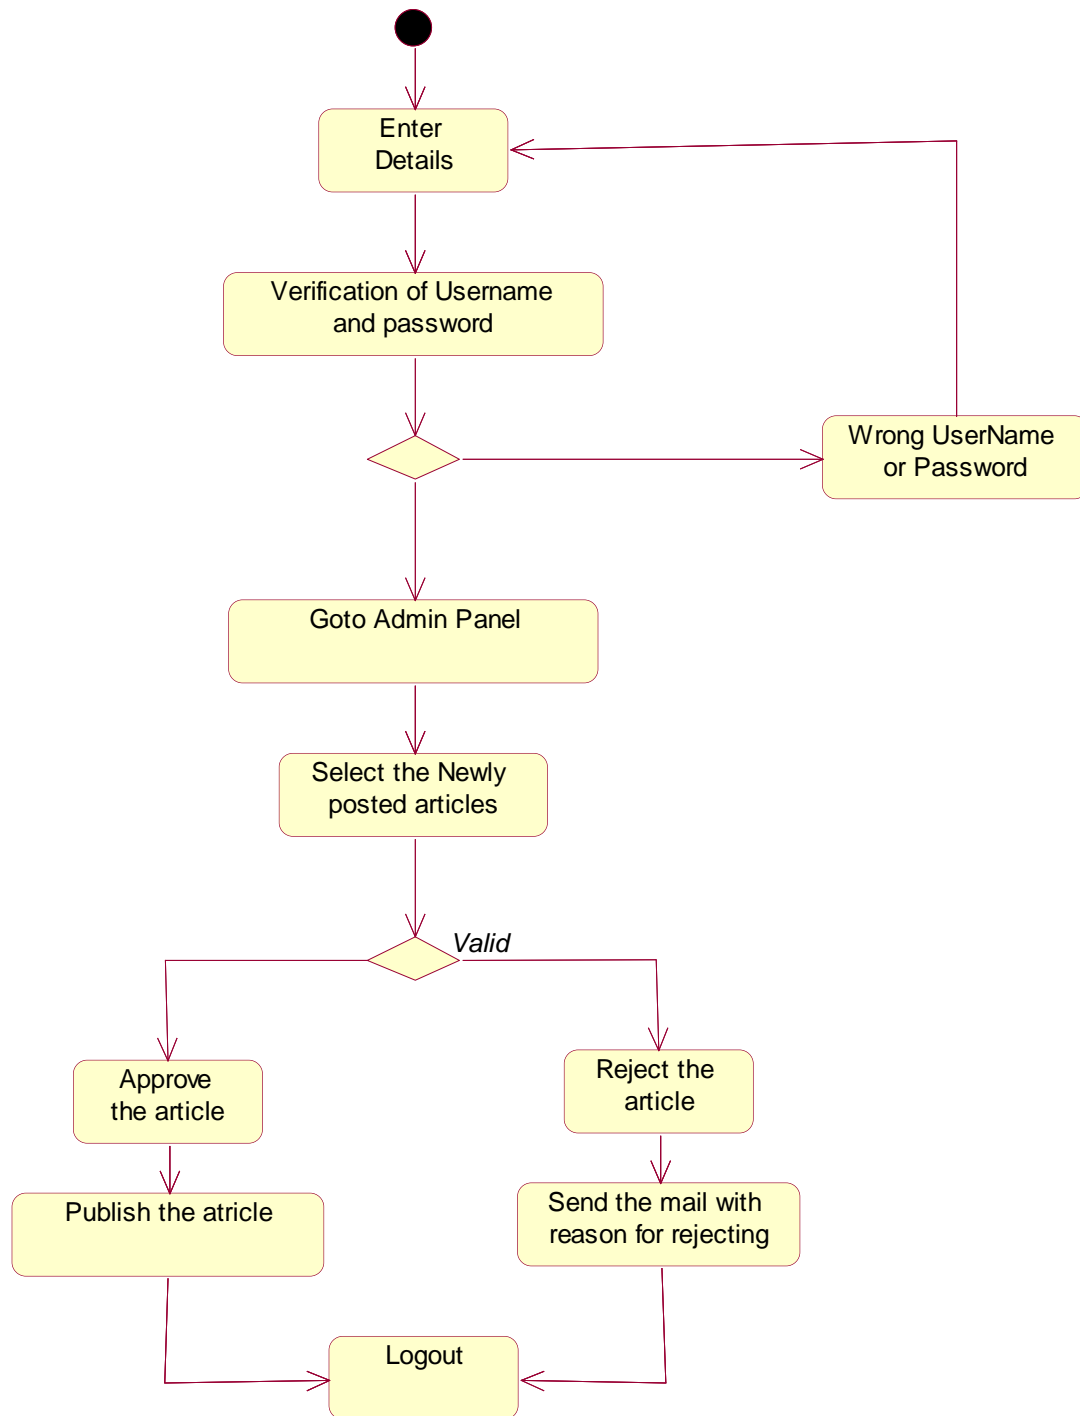 Enter
Details
Verification of Username
and password
Wrong UserName
or Password
Goto Admin Panel
Select the Newly
posted articles
Valid
Approve
the article
Reject the
article
Publish the atricle
Send the mail with
reason for rejecting
Logout